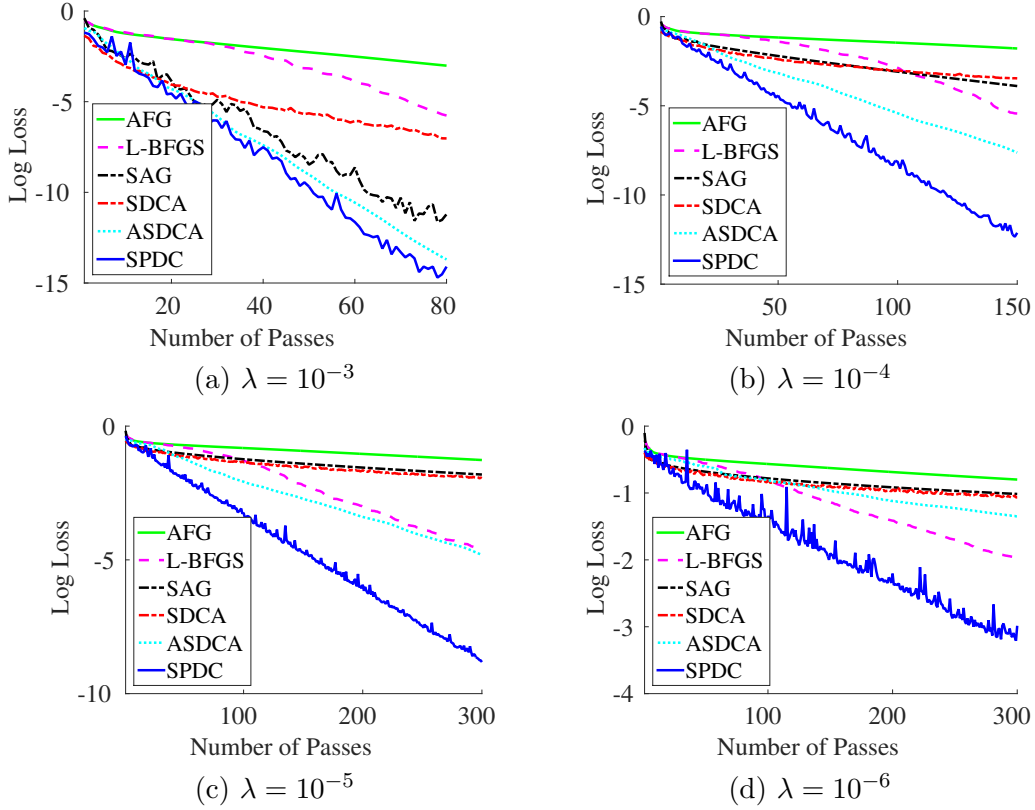 0
-5
-10
-15
Log Loss
AFG
L-BFGS
SAG
SDCA
ASDCA
SPDC
20 40 60 80
Number of Passes
(a) λ = 10⁻³
0
-5
-10
-15
Log Loss
AFG
L-BFGS
SAG
SDCA
ASDCA
SPDC
50 100 150
Number of Passes
(b) λ = 10⁻⁴
0
-5
-10
Log Loss
AFG
L-BFGS
SAG
SDCA
ASDCA
SPDC
100 200 300
Number of Passes
(c) λ = 10⁻⁵
0
-1
-2
-3
-4
Log Loss
AFG
L-BFGS
SAG
SDCA
ASDCA
SPDC
100 200 300
Number of Passes
(d) λ = 10⁻⁶